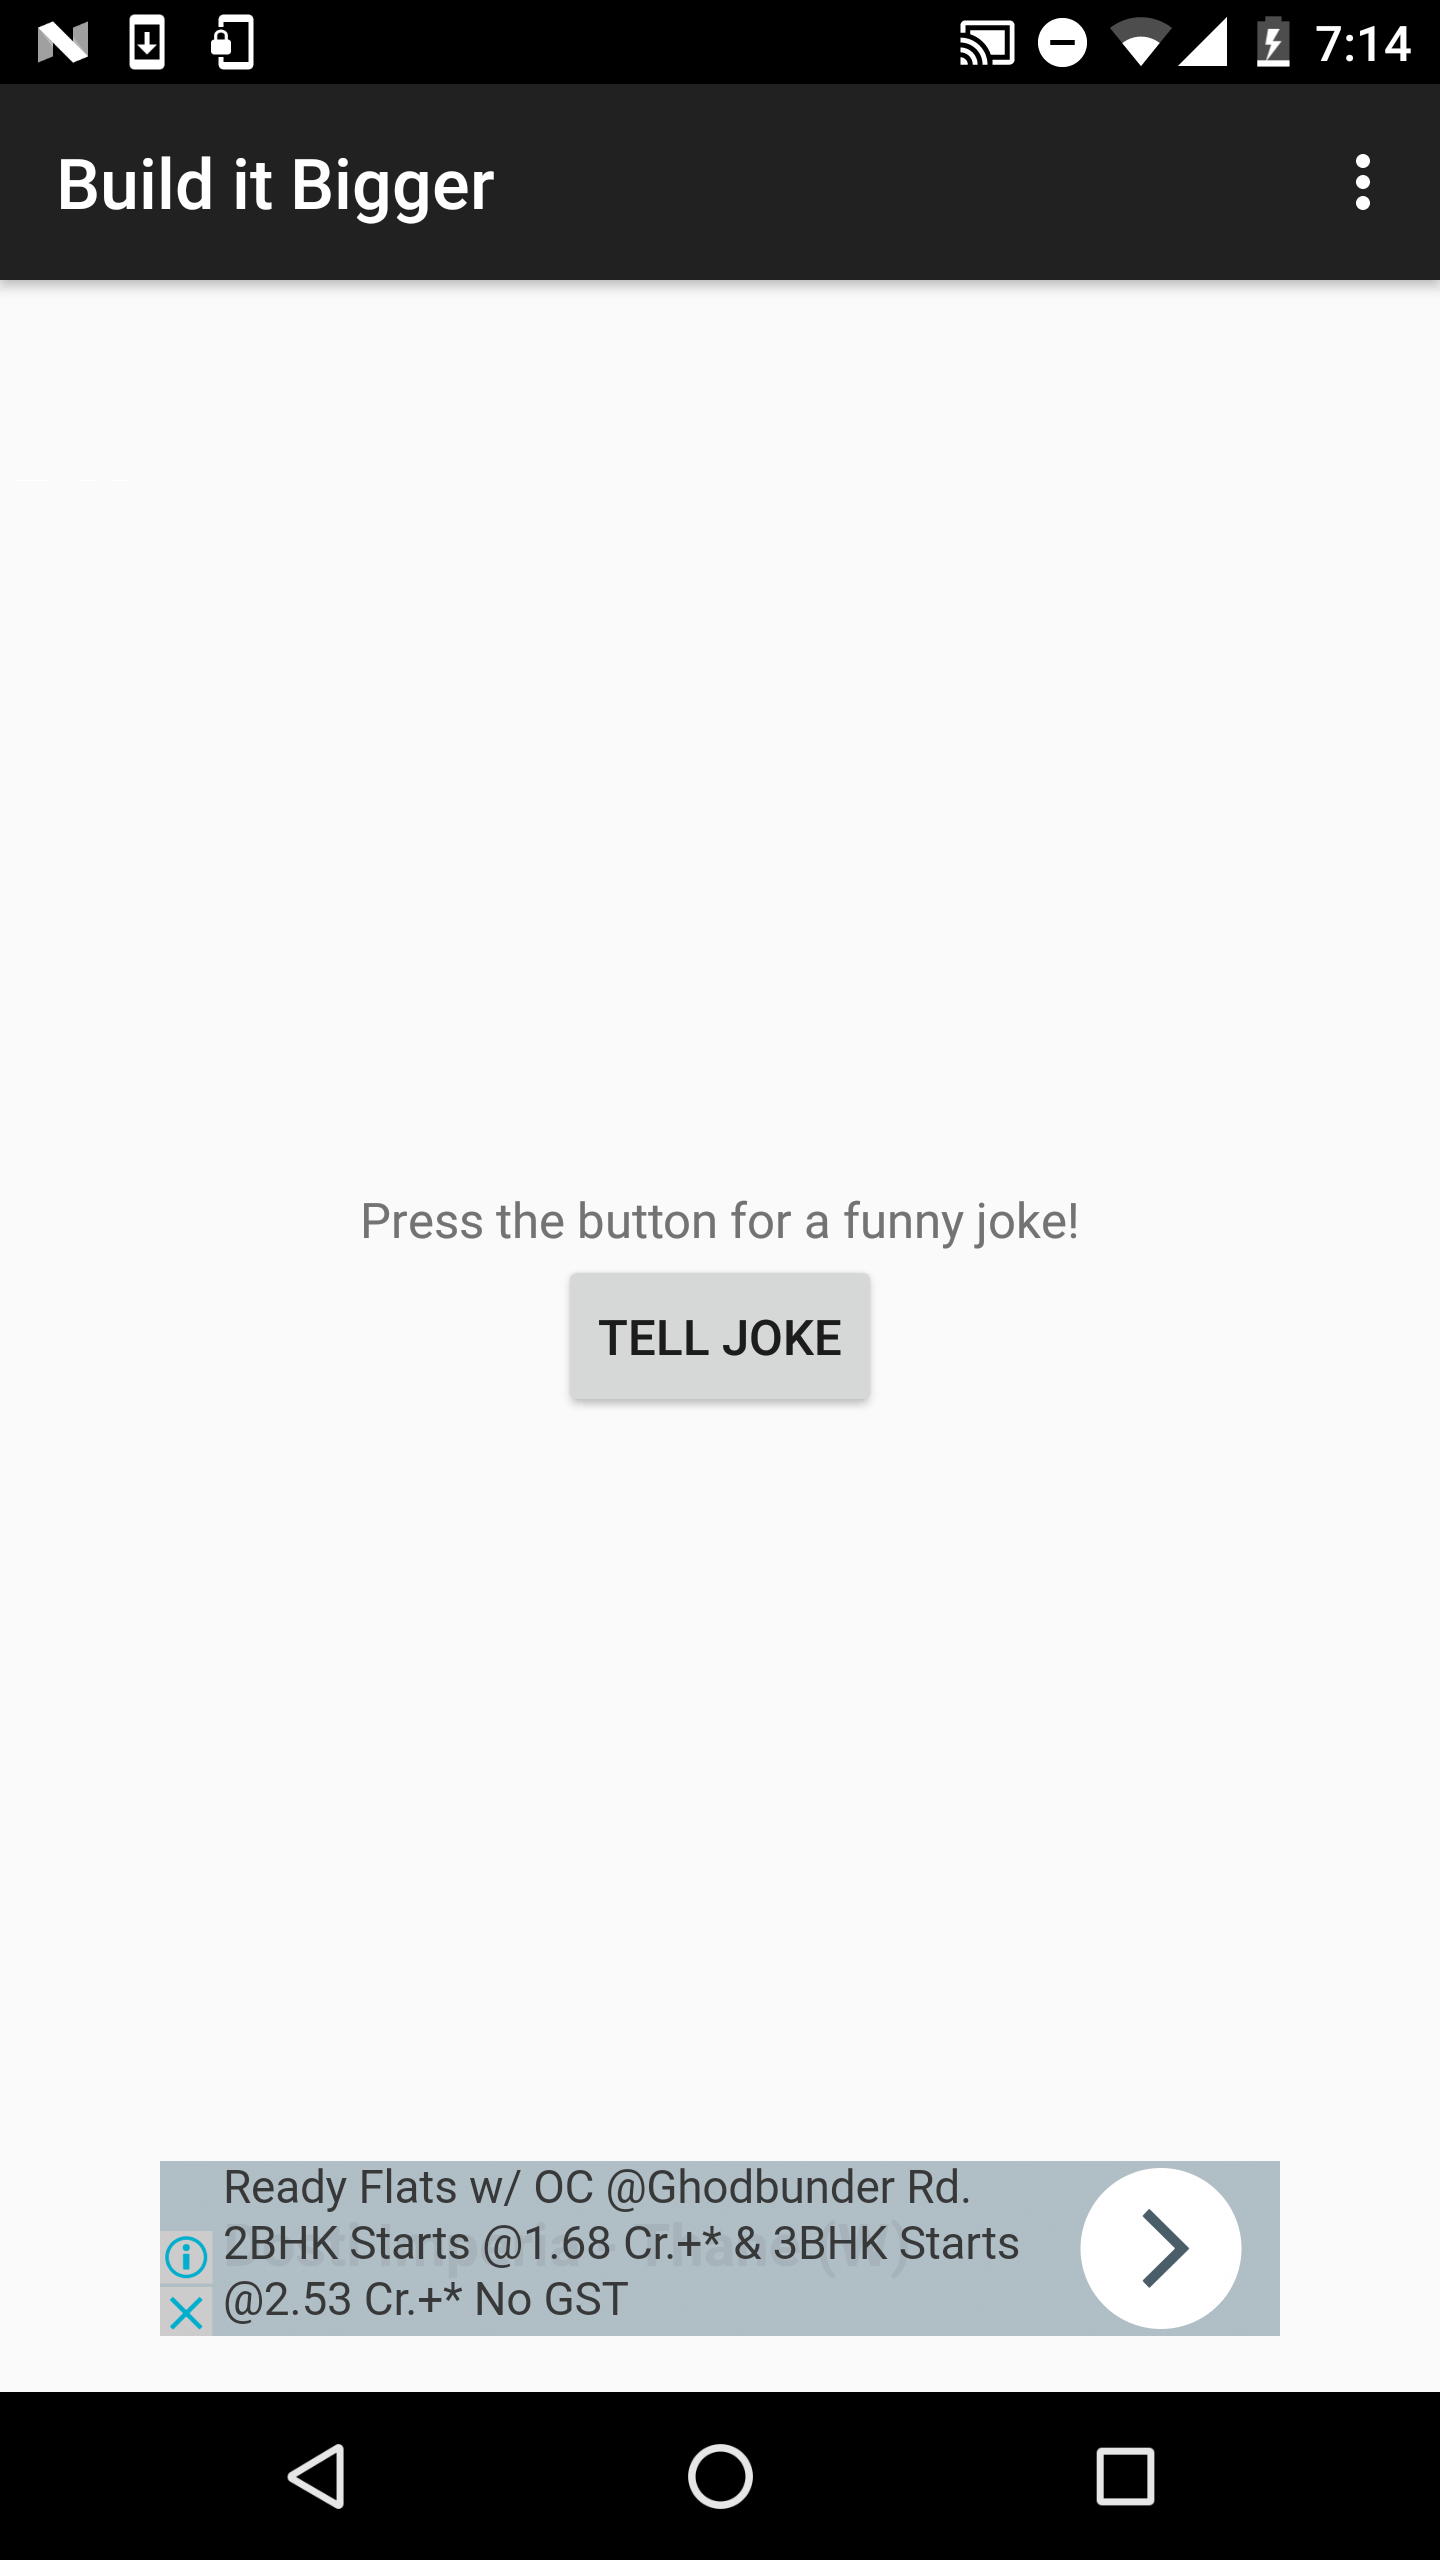 7:14
Build it Bigger
Press the button for a funny joke!
TELL JOKE
Ready Flats w/ OC @Ghodbunder Rd.
2BHK Starts @1.68 Cr.+* & 3BHK Starts
@2.53 Cr.+* No GST